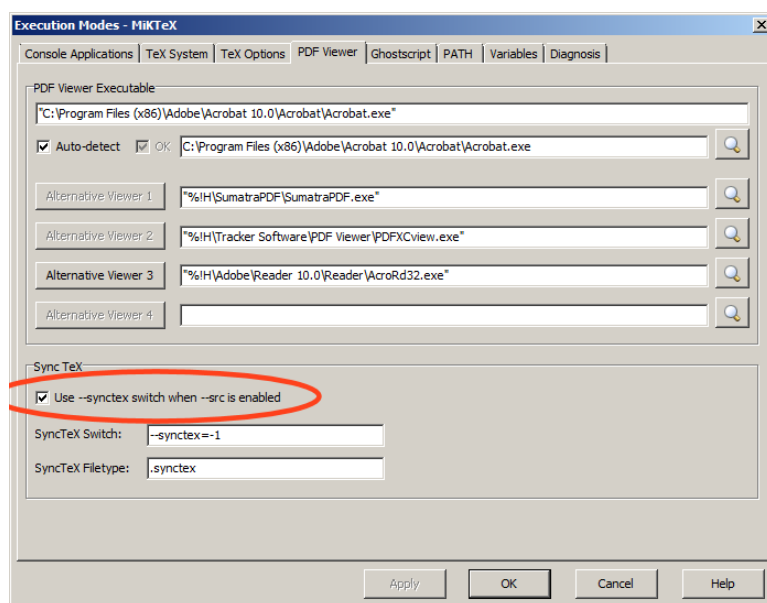 Execution Modes - MiKTeX
Console Applications TeX System TeX Options PDF Viewer Ghostscript PATH Variables Diagnosis
PDF Viewer Executable
"C:\Program Files (x86)\Adobe\Acrobat 10.0\Acrobat\Acrobat.exe"
Auto-detect OK C:\Program Files (x86)\Adobe\Acrobat 10.0\Acrobat\Acrobat.exe
Alternative Viewer 1 "%!H\SumatraPDF\SumatraPDF.exe"
Alternative Viewer 2 "%!H\Tracker Software\PDF Viewer\PDFXCview.exe"
Alternative Viewer 3 "%!H\Adobe\Reader 10.0\Reader\AcroRd32.exe"
Alternative Viewer 4
Sync TeX
Use --synctex switch when --src is enabled
SyncTeX Switch: --synctex=-1
SyncTeX Filetype: .synctex
Apply OK Cancel Help